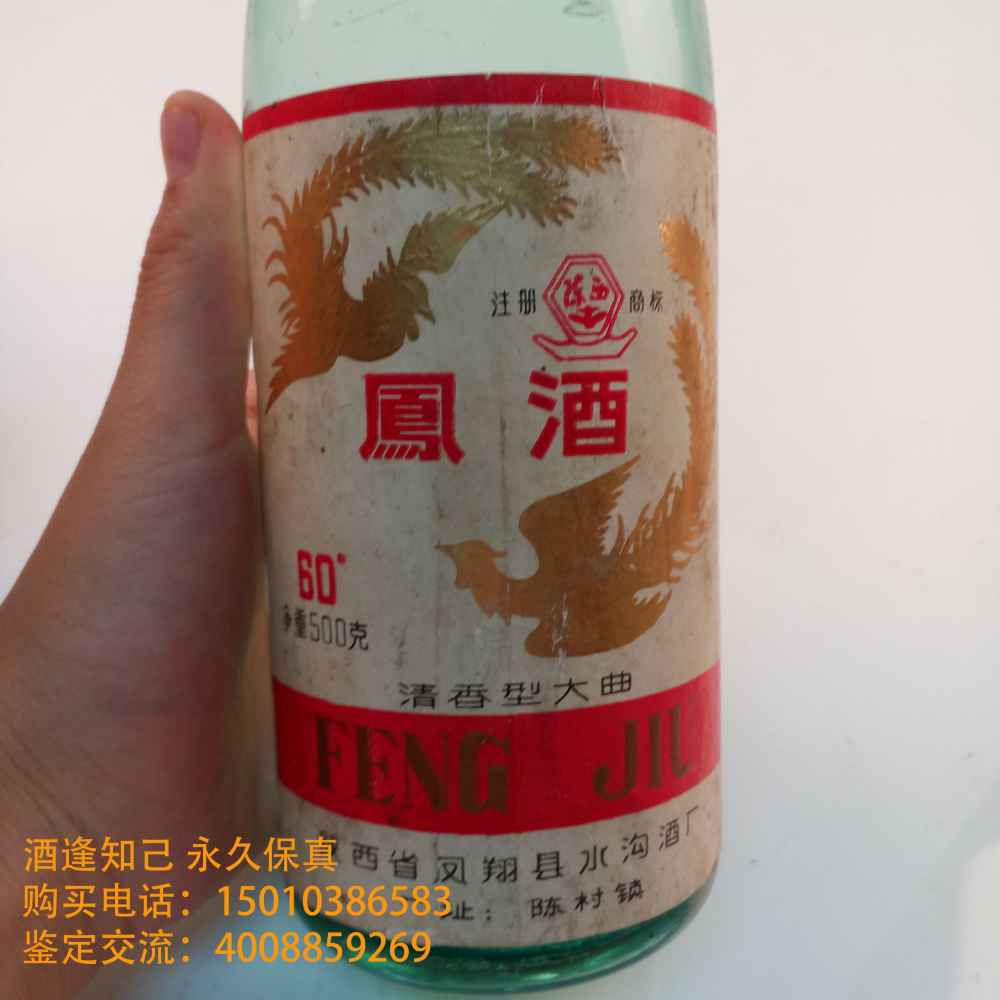 注册 商标
鳳酒
60°
净重500克
清香型大曲
FENG JIU
西省凤翔县水沟酒厂
址：陈村镇
酒逢知己 永久保真
购买电话：15010386583
鉴定交流：4008859269